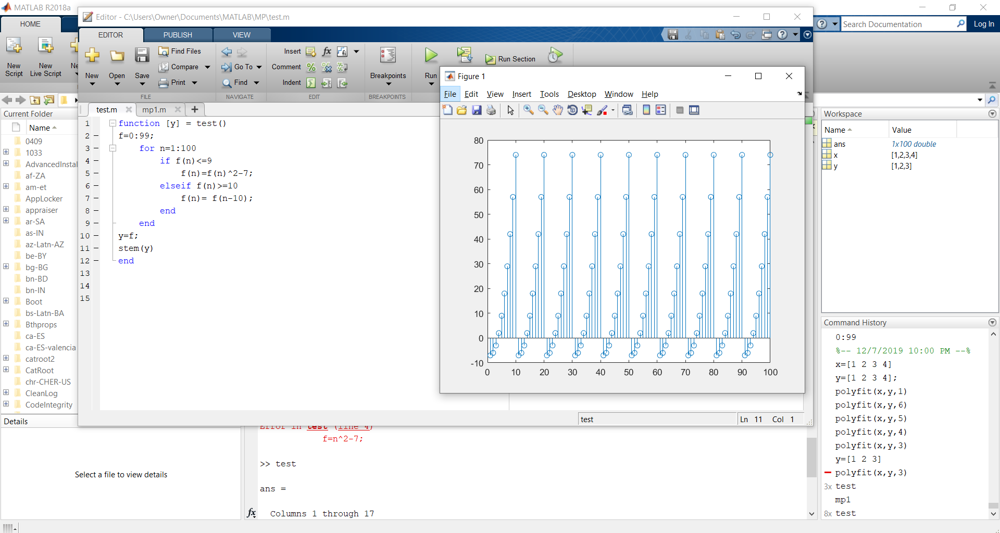 MATLAB R2018a
Editor - C:\Users\Owner\Documents\MATLAB\MP\test.m
HOME
Search Documentation
Log In
EDITOR
PUBLISH
VIEW
New Script
New Live Script
Ne
New
Open
Save
Find Files
Compare
Print
Go To
Find
Insert
Comment
Indent
Breakpoints
Run
Run Section
FILE
NAVIGATE
EDIT
BREAKPOINTS
Current Folder
Name
0409
1033
AdvancedInstal
af-ZA
am-et
AppLocker
appraiser
ar-SA
as-IN
az-Latn-AZ
be-BY
bg-BG
bn-BD
bn-IN
Boot
bs-Latn-BA
Bthprops
ca-ES
ca-ES-valencia
catroot2
CatRoot
chr-CHER-US
CleanLog
CodeIntegrity
Details
Select a file to view details
test.m
mp1.m
1 function [y] = test()
2 f=0:99;
3 for n=1:100
4 if f(n)<=9
5 f(n)=f(n)^2-7;
6 elseif f(n)>=10
7 f(n)= f(n-10);
8 end
9 end
10 y=f;
11 stem(y)
12 end
13
14
15
test
Ln 11 Col 1
Figure 1
File Edit View Insert Tools Desktop Window Help
80
70
60
50
40
30
20
10
0
-10
0 10 20 30 40 50 60 70 80 90 100
Error in test (line 4)
f=n^2-7;
>> test
ans =
fx
Columns 1 through 17
Workspace
Name Value
ans 1x100 double
x [1,2,3,4]
y [1,2,3]
Command History
0:99
%-- 12/7/2019 10:00 PM --%
x=[1 2 3 4]
y=[1 2 3 4];
polyfit(x,y,1)
polyfit(x,y,6)
polyfit(x,y,5)
polyfit(x,y,4)
polyfit(x,y,3)
y=[1 2 3]
polyfit(x,y,3)
3x test
mp1
8x test